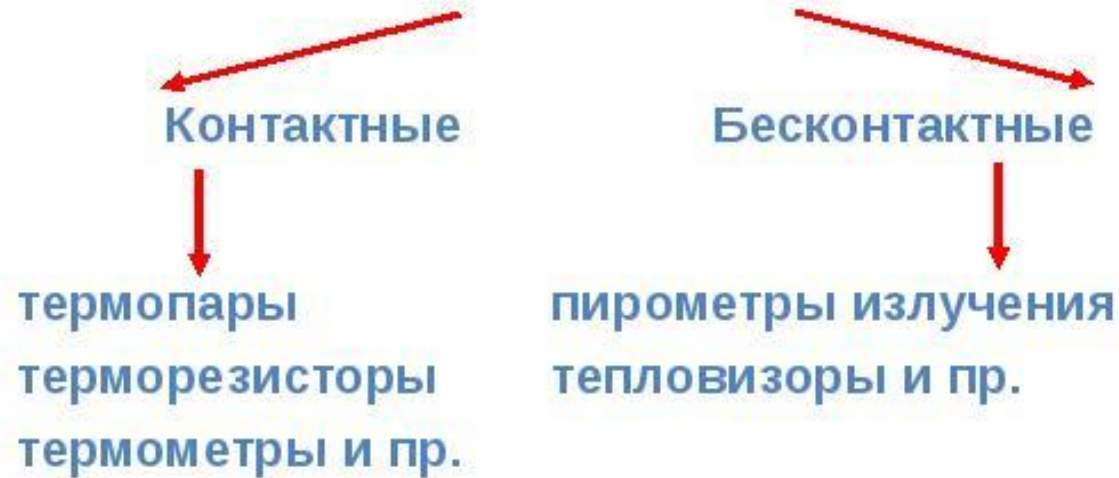 Контактные
Бесконтактные
термопары
терморезисторы
термометры и пр.
пирометры излучения
тепловизоры и пр.